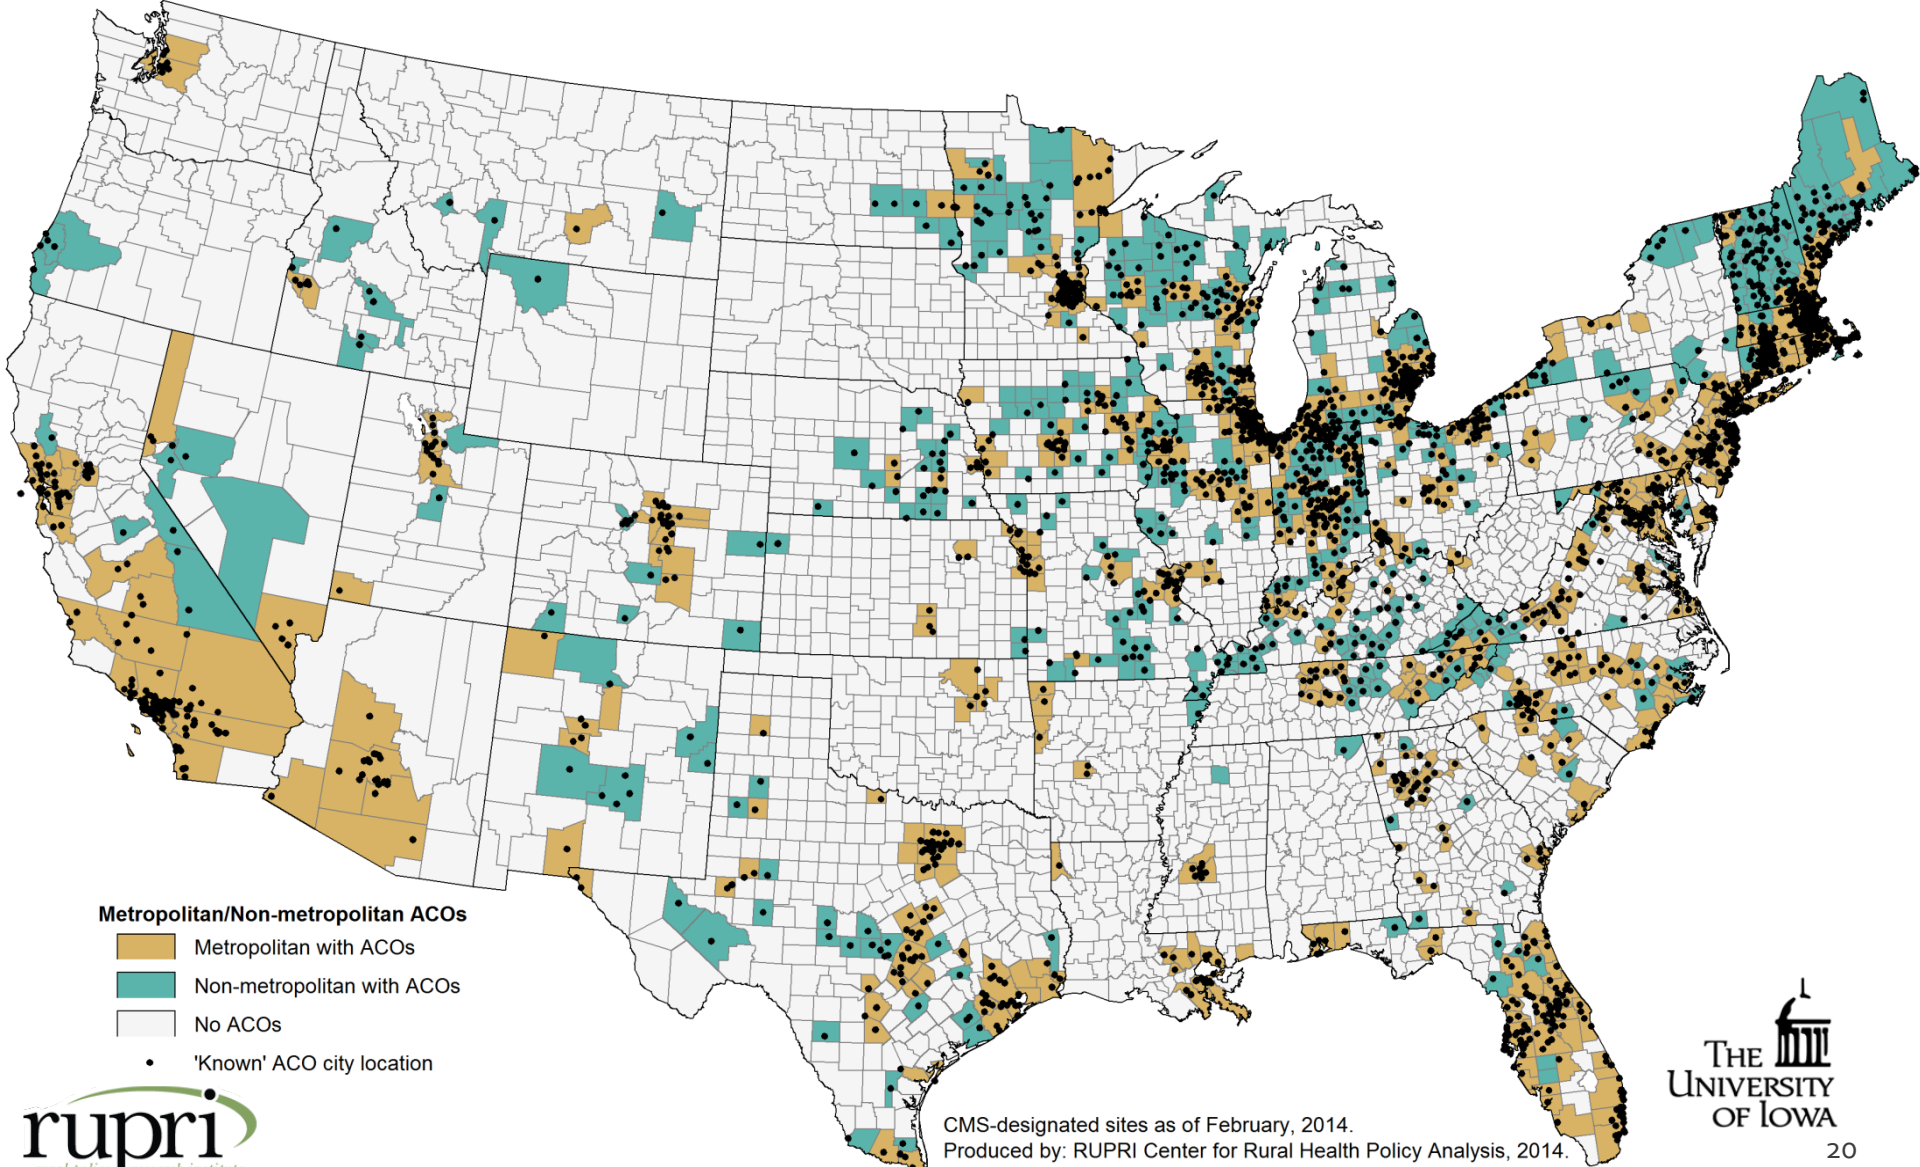 Metropolitan/Non-metropolitan ACOs
Metropolitan with ACOs
Non-metropolitan with ACOs
No ACOs
'Known' ACO city location
rupri
CMS-designated sites as of February, 2014.
Produced by: RUPRI Center for Rural Health Policy Analysis, 2014.
THE
UNIVERSITY
OF IOWA
20